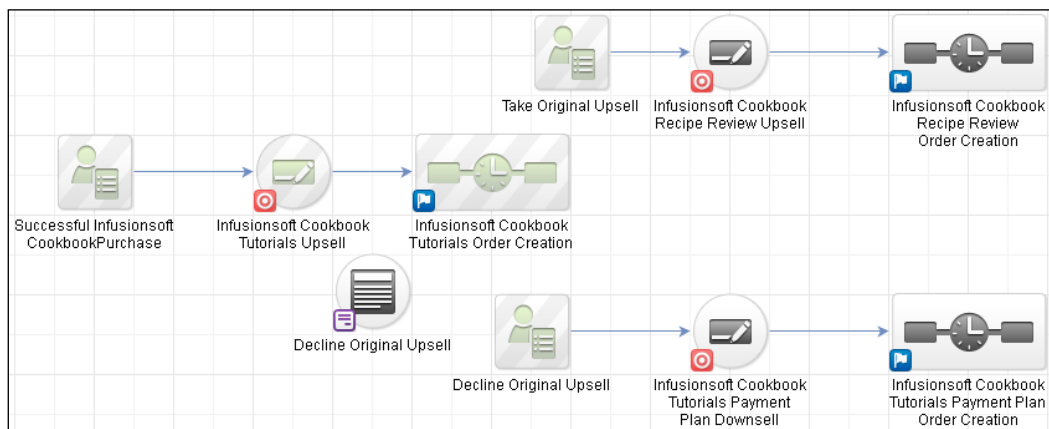 Take Original Upsell
Infusionsoft Cookbook
Recipe Review Upsell
Infusionsoft Cookbook
Recipe Review
Order Creation
Successful Infusionsoft
CookbookPurchase
Infusionsoft Cookbook
Tutorials Upsell
Infusionsoft Cookbook
Tutorials Order Creation
Decline Original Upsell
Decline Original Upsell
Infusionsoft Cookbook
Tutorials Payment
Plan Downsell
Infusionsoft Cookbook
Tutorials Payment Plan
Order Creation